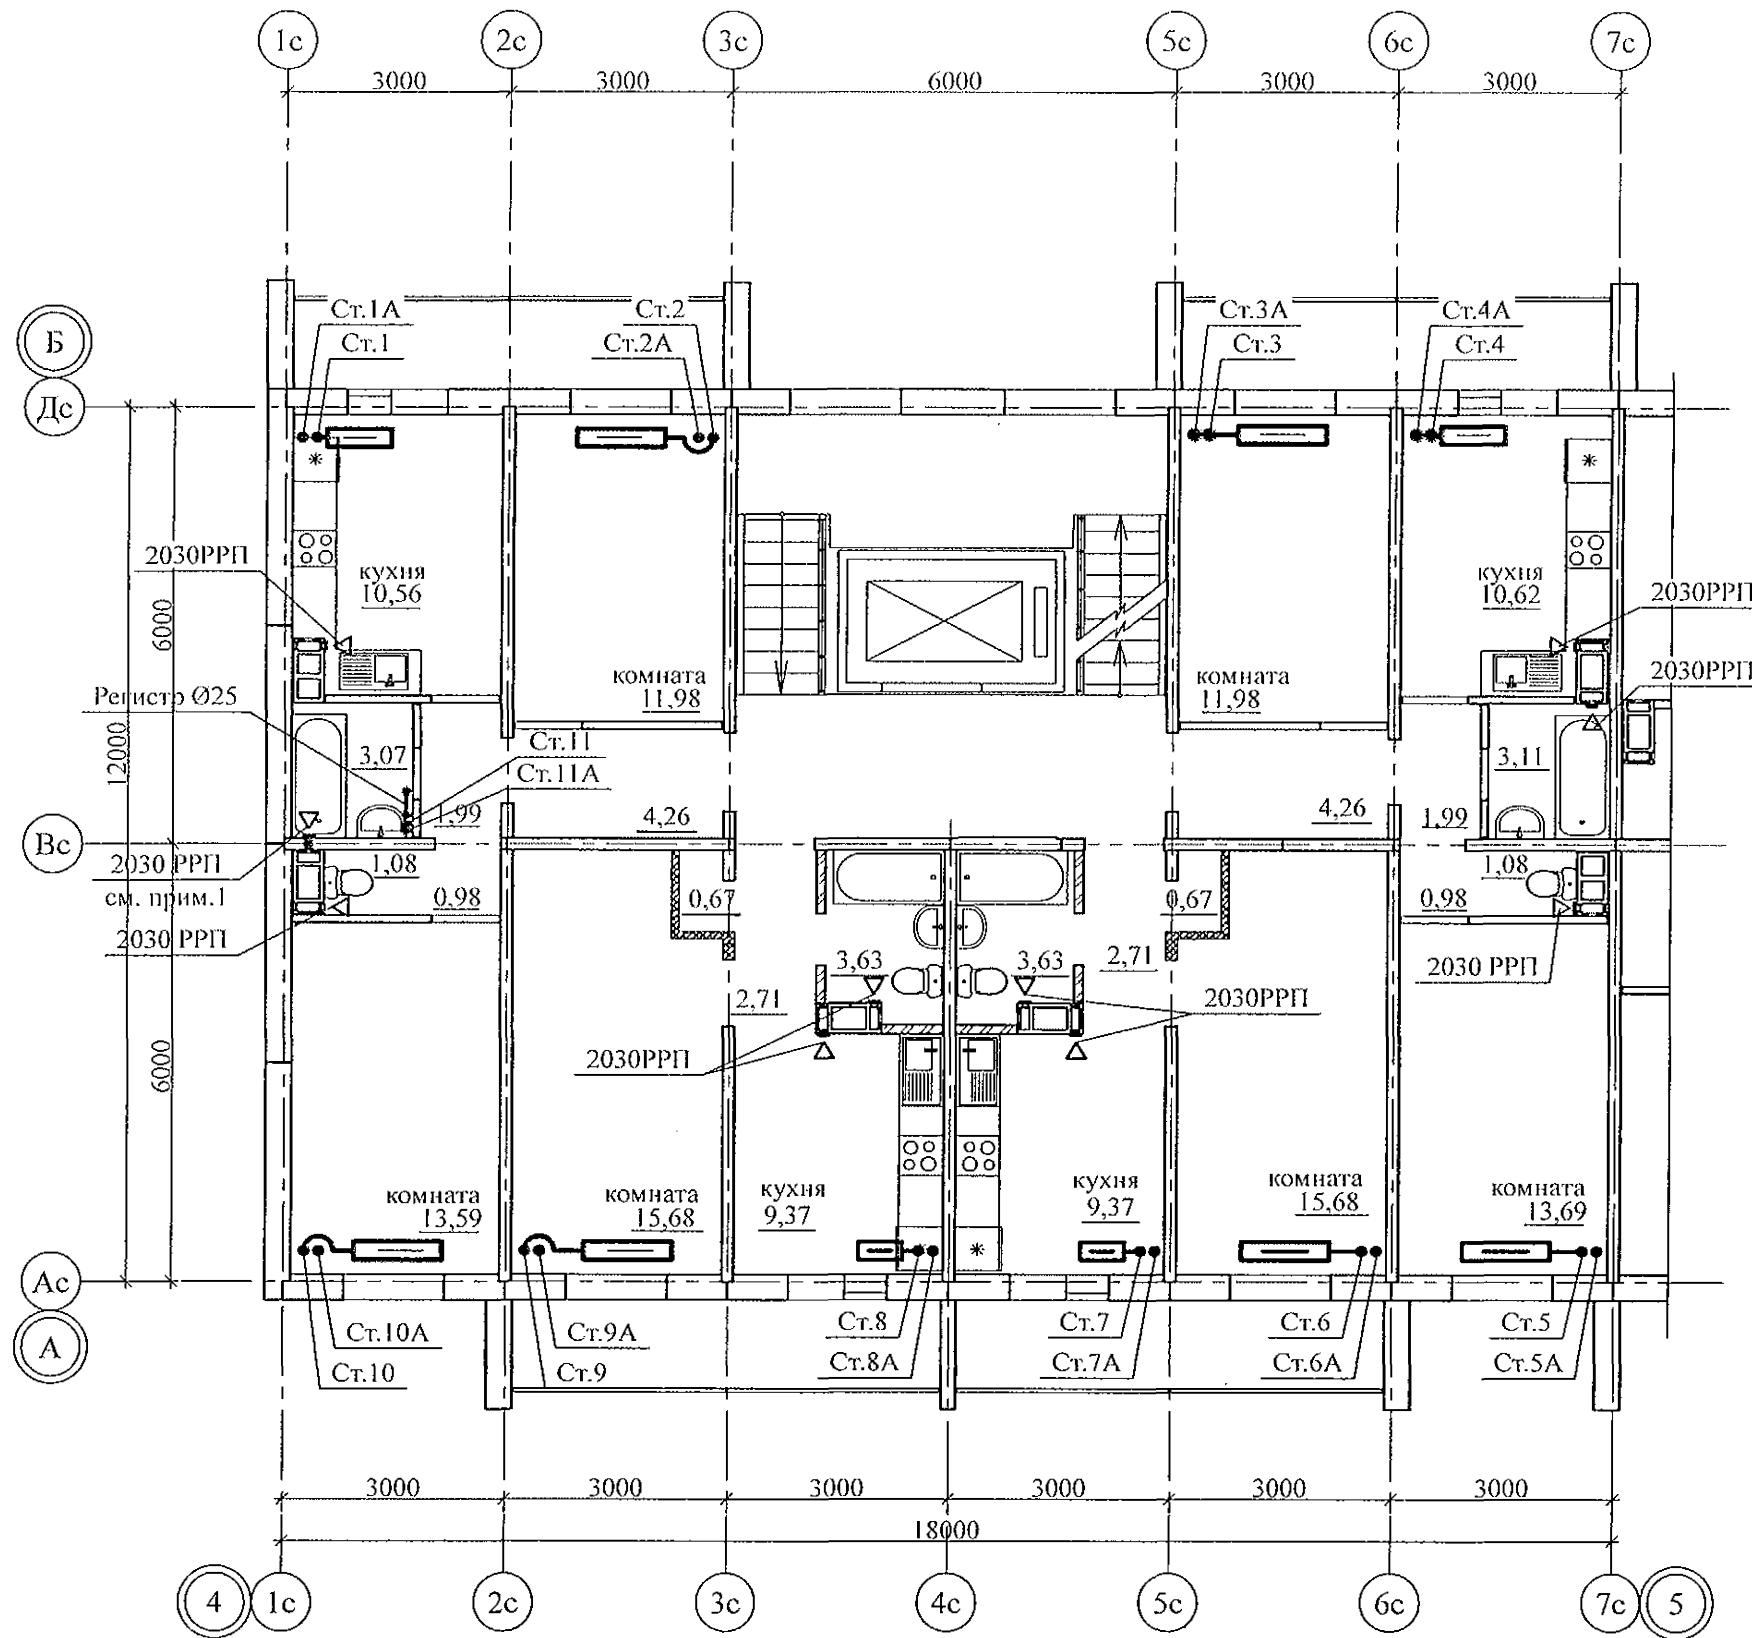 1с 2с 3с 5с 6с 7с
3000 3000 6000 3000 3000
Ст.1А Ст.2 Ст.3А Ст.4А
Б
Ст.1 Ст.2А Ст.3 Ст.4
Дс
2030РРП
кухня
10,56
кухня
10,62
2030РРП
6000
комната
11,98
комната
11,98
2030РРП
Регистр Ø25
12000
3,07
Ст.11
Ст.11А
3,11
1,99
4,26
4,26
1,99
Вс
2030 РРП
см. прим.1
1,08
1,08
0,98
0,67
0,67
0,98
2030 РРП
3,63
3,63
2,71
2030 РРП
2,71
2030РРП
6000
2030РРП
комната
13,59
комната
15,68
кухня
9,37
кухня
9,37
комната
15,68
комната
13,69
Ас
А
Ст.10А Ст.9А Ст.8 Ст.7 Ст.6 Ст.5
Ст.10 Ст.9 Ст.8А Ст.7А Ст.6А Ст.5А
3000 3000 3000 3000 3000 3000
18000
4 1с 2с 3с 4с 5с 6с 7с 5